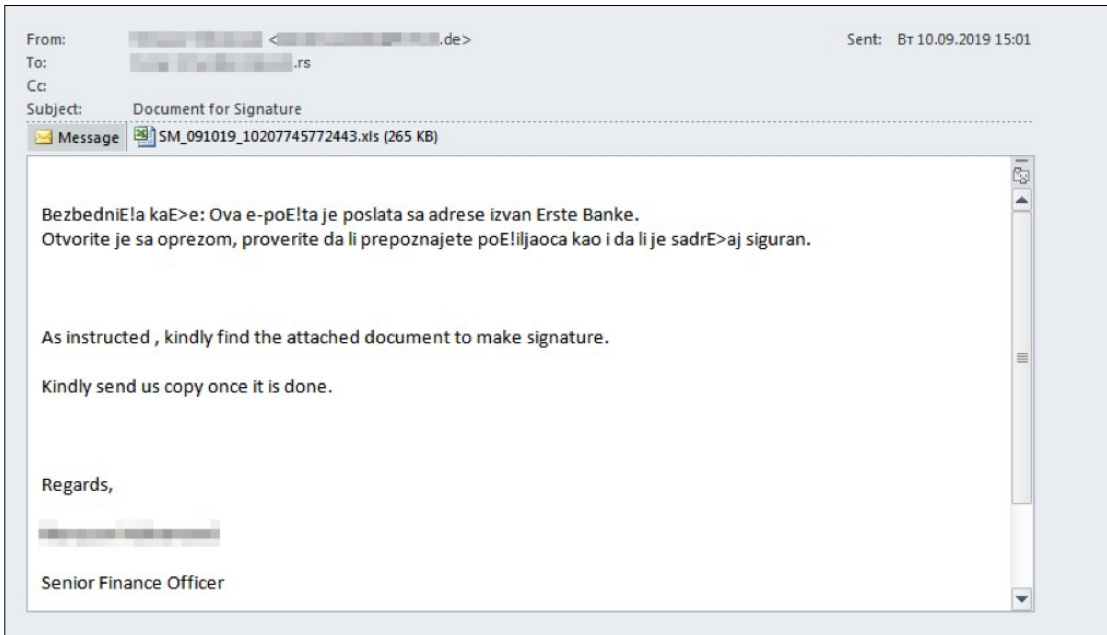 From: < .de> Sent: Вт 10.09.2019 15:01
To: .rs
Cc:
Subject: Document for Signature
Message SM_091019_10207745772443.xls (265 KB)
BezbedniE!a kaE>e: Ova e-poE!ta je poslata sa adrese izvan Erste Banke.
Otvorite je sa oprezom, proverite da li prepoznajete poE!iljaoca kao i da li je sadrE>aj siguran.
As instructed , kindly find the attached document to make signature.
Kindly send us copy once it is done.
Regards,
Senior Finance Officer